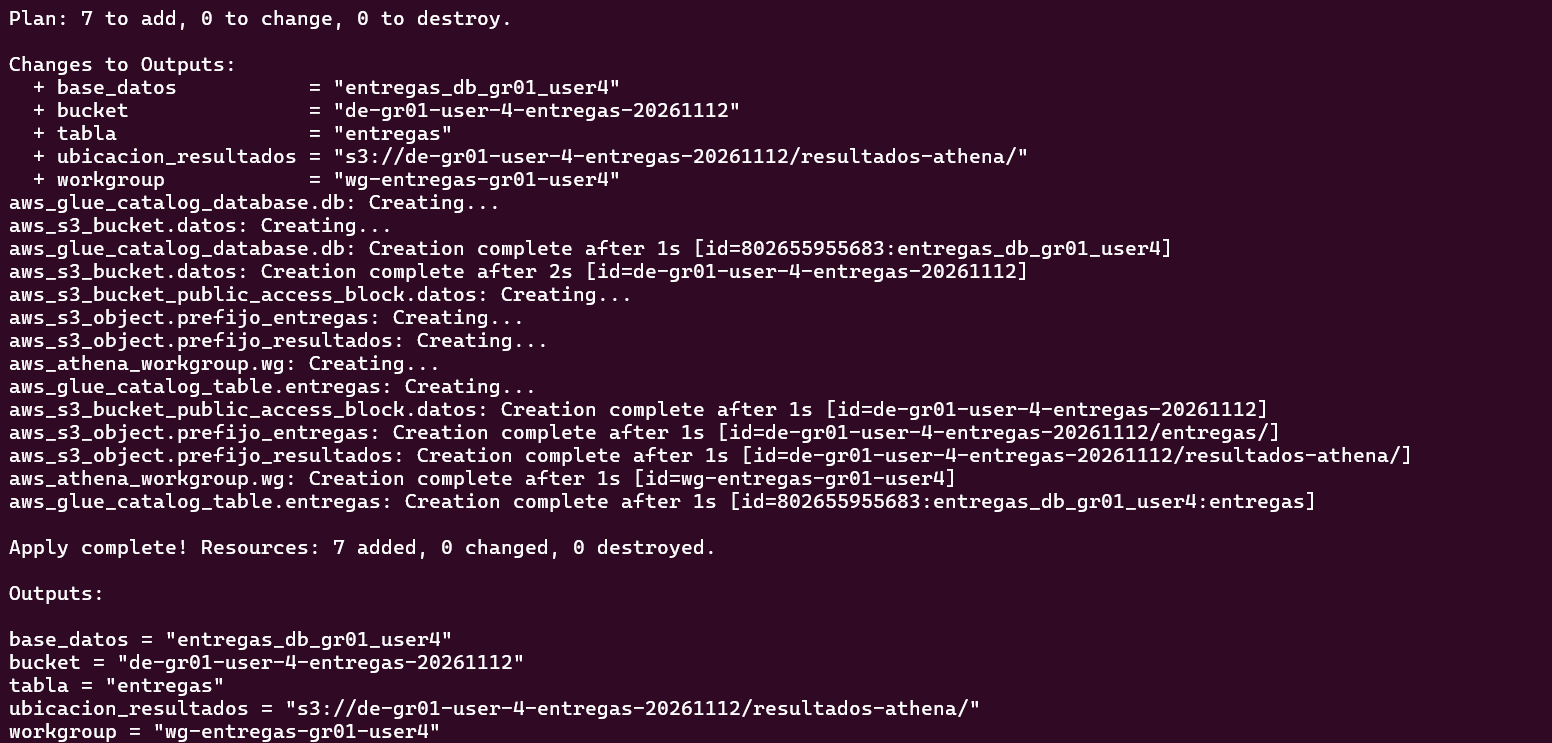 Plan: 7 to add, 0 to change, 0 to destroy.
Changes to Outputs:
+ base_datos = "entregas_db_gr01_user4"
+ bucket = "de-gr01-user-4-entregas-20261112"
+ tabla = "entregas"
+ ubicacion_resultados = "s3://de-gr01-user-4-entregas-20261112/resultados-athena/"
+ workgroup = "wg-entregas-gr01-user4"
aws_glue_catalog_database.db: Creating...
aws_s3_bucket.datos: Creating...
aws_glue_catalog_database.db: Creation complete after 1s [id=802655955683:entregas_db_gr01_user4]
aws_s3_bucket.datos: Creation complete after 2s [id=de-gr01-user-4-entregas-20261112]
aws_s3_bucket_public_access_block.datos: Creating...
aws_s3_object.prefijo_entregas: Creating...
aws_s3_object.prefijo_resultados: Creating...
aws_athena_workgroup.wg: Creating...
aws_glue_catalog_table.entregas: Creating...
aws_s3_bucket_public_access_block.datos: Creation complete after 1s [id=de-gr01-user-4-entregas-20261112]
aws_s3_object.prefijo_entregas: Creation complete after 1s [id=de-gr01-user-4-entregas-20261112/entregas/]
aws_s3_object.prefijo_resultados: Creation complete after 1s [id=de-gr01-user-4-entregas-20261112/resultados-athena/]
aws_athena_workgroup.wg: Creation complete after 1s [id=wg-entregas-gr01-user4]
aws_glue_catalog_table.entregas: Creation complete after 1s [id=802655955683:entregas_db_gr01_user4:entregas]
Apply complete! Resources: 7 added, 0 changed, 0 destroyed.
Outputs:
base_datos = "entregas_db_gr01_user4"
bucket = "de-gr01-user-4-entregas-20261112"
tabla = "entregas"
ubicacion_resultados = "s3://de-gr01-user-4-entregas-20261112/resultados-athena/"
workgroup = "wg-entregas-gr01-user4"